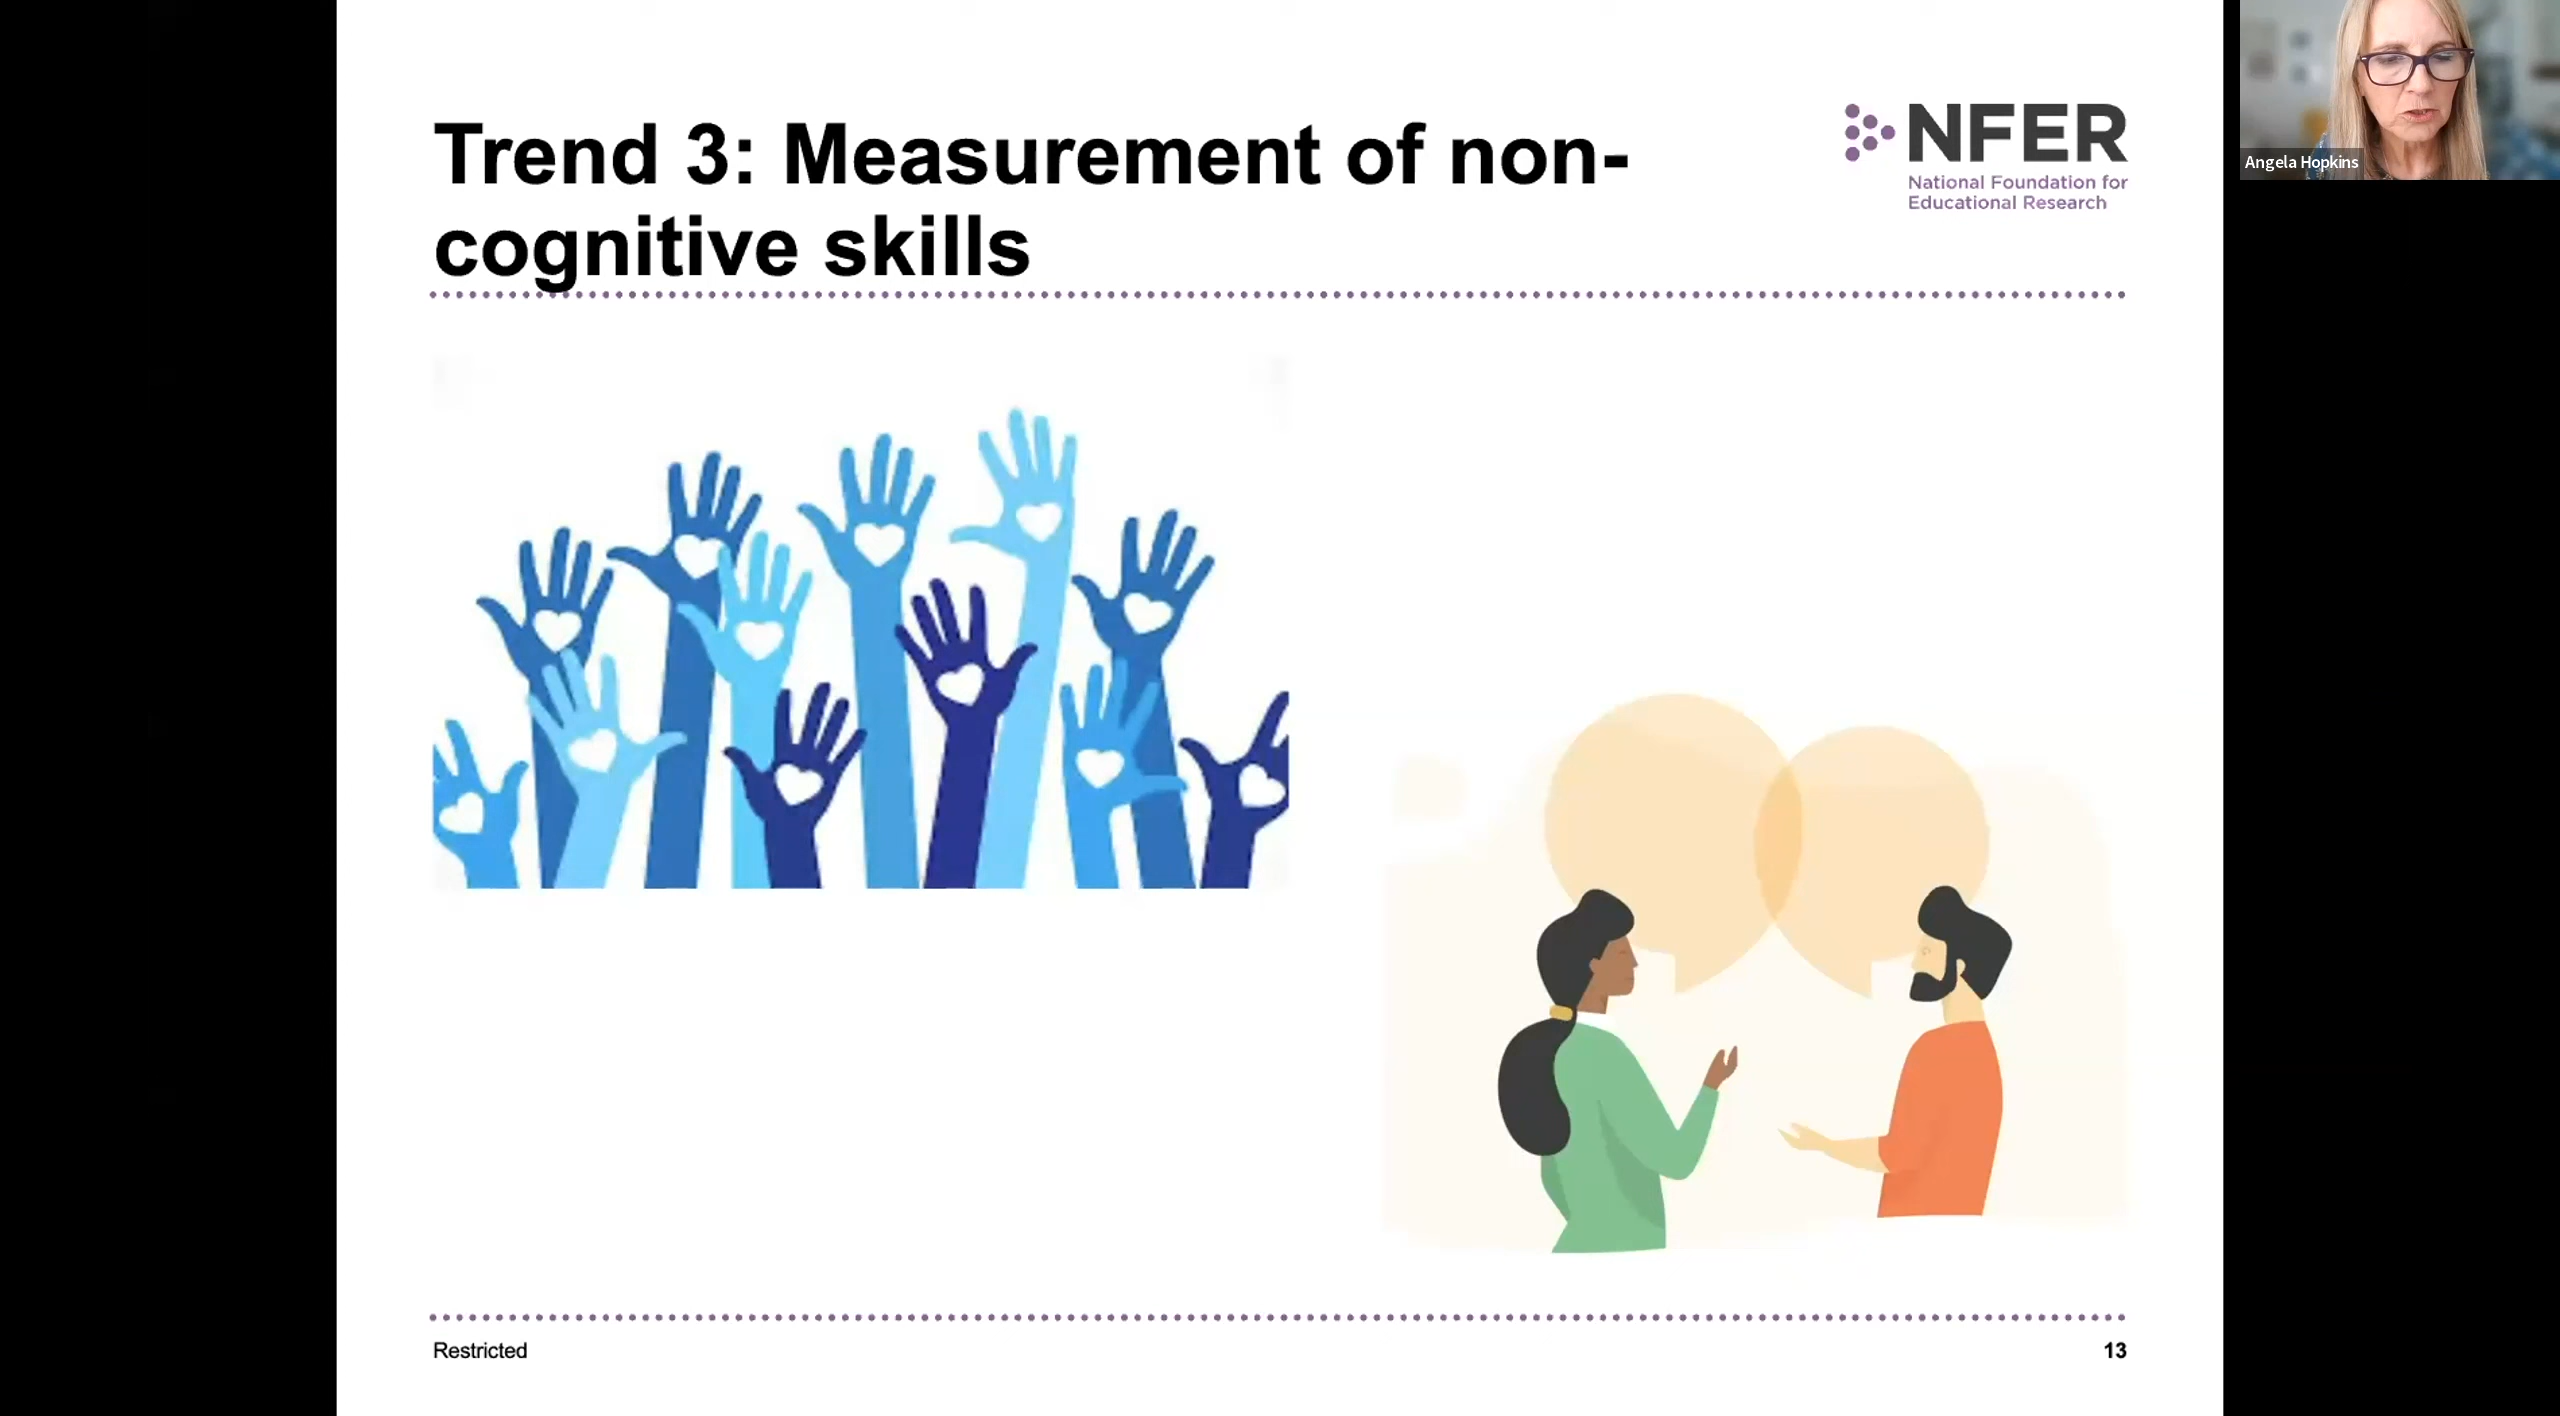 Trend 3: Measurement of non-
cognitive skills
NFER
National Foundation for
Educational Research
Angela Hopkins
Restricted
13